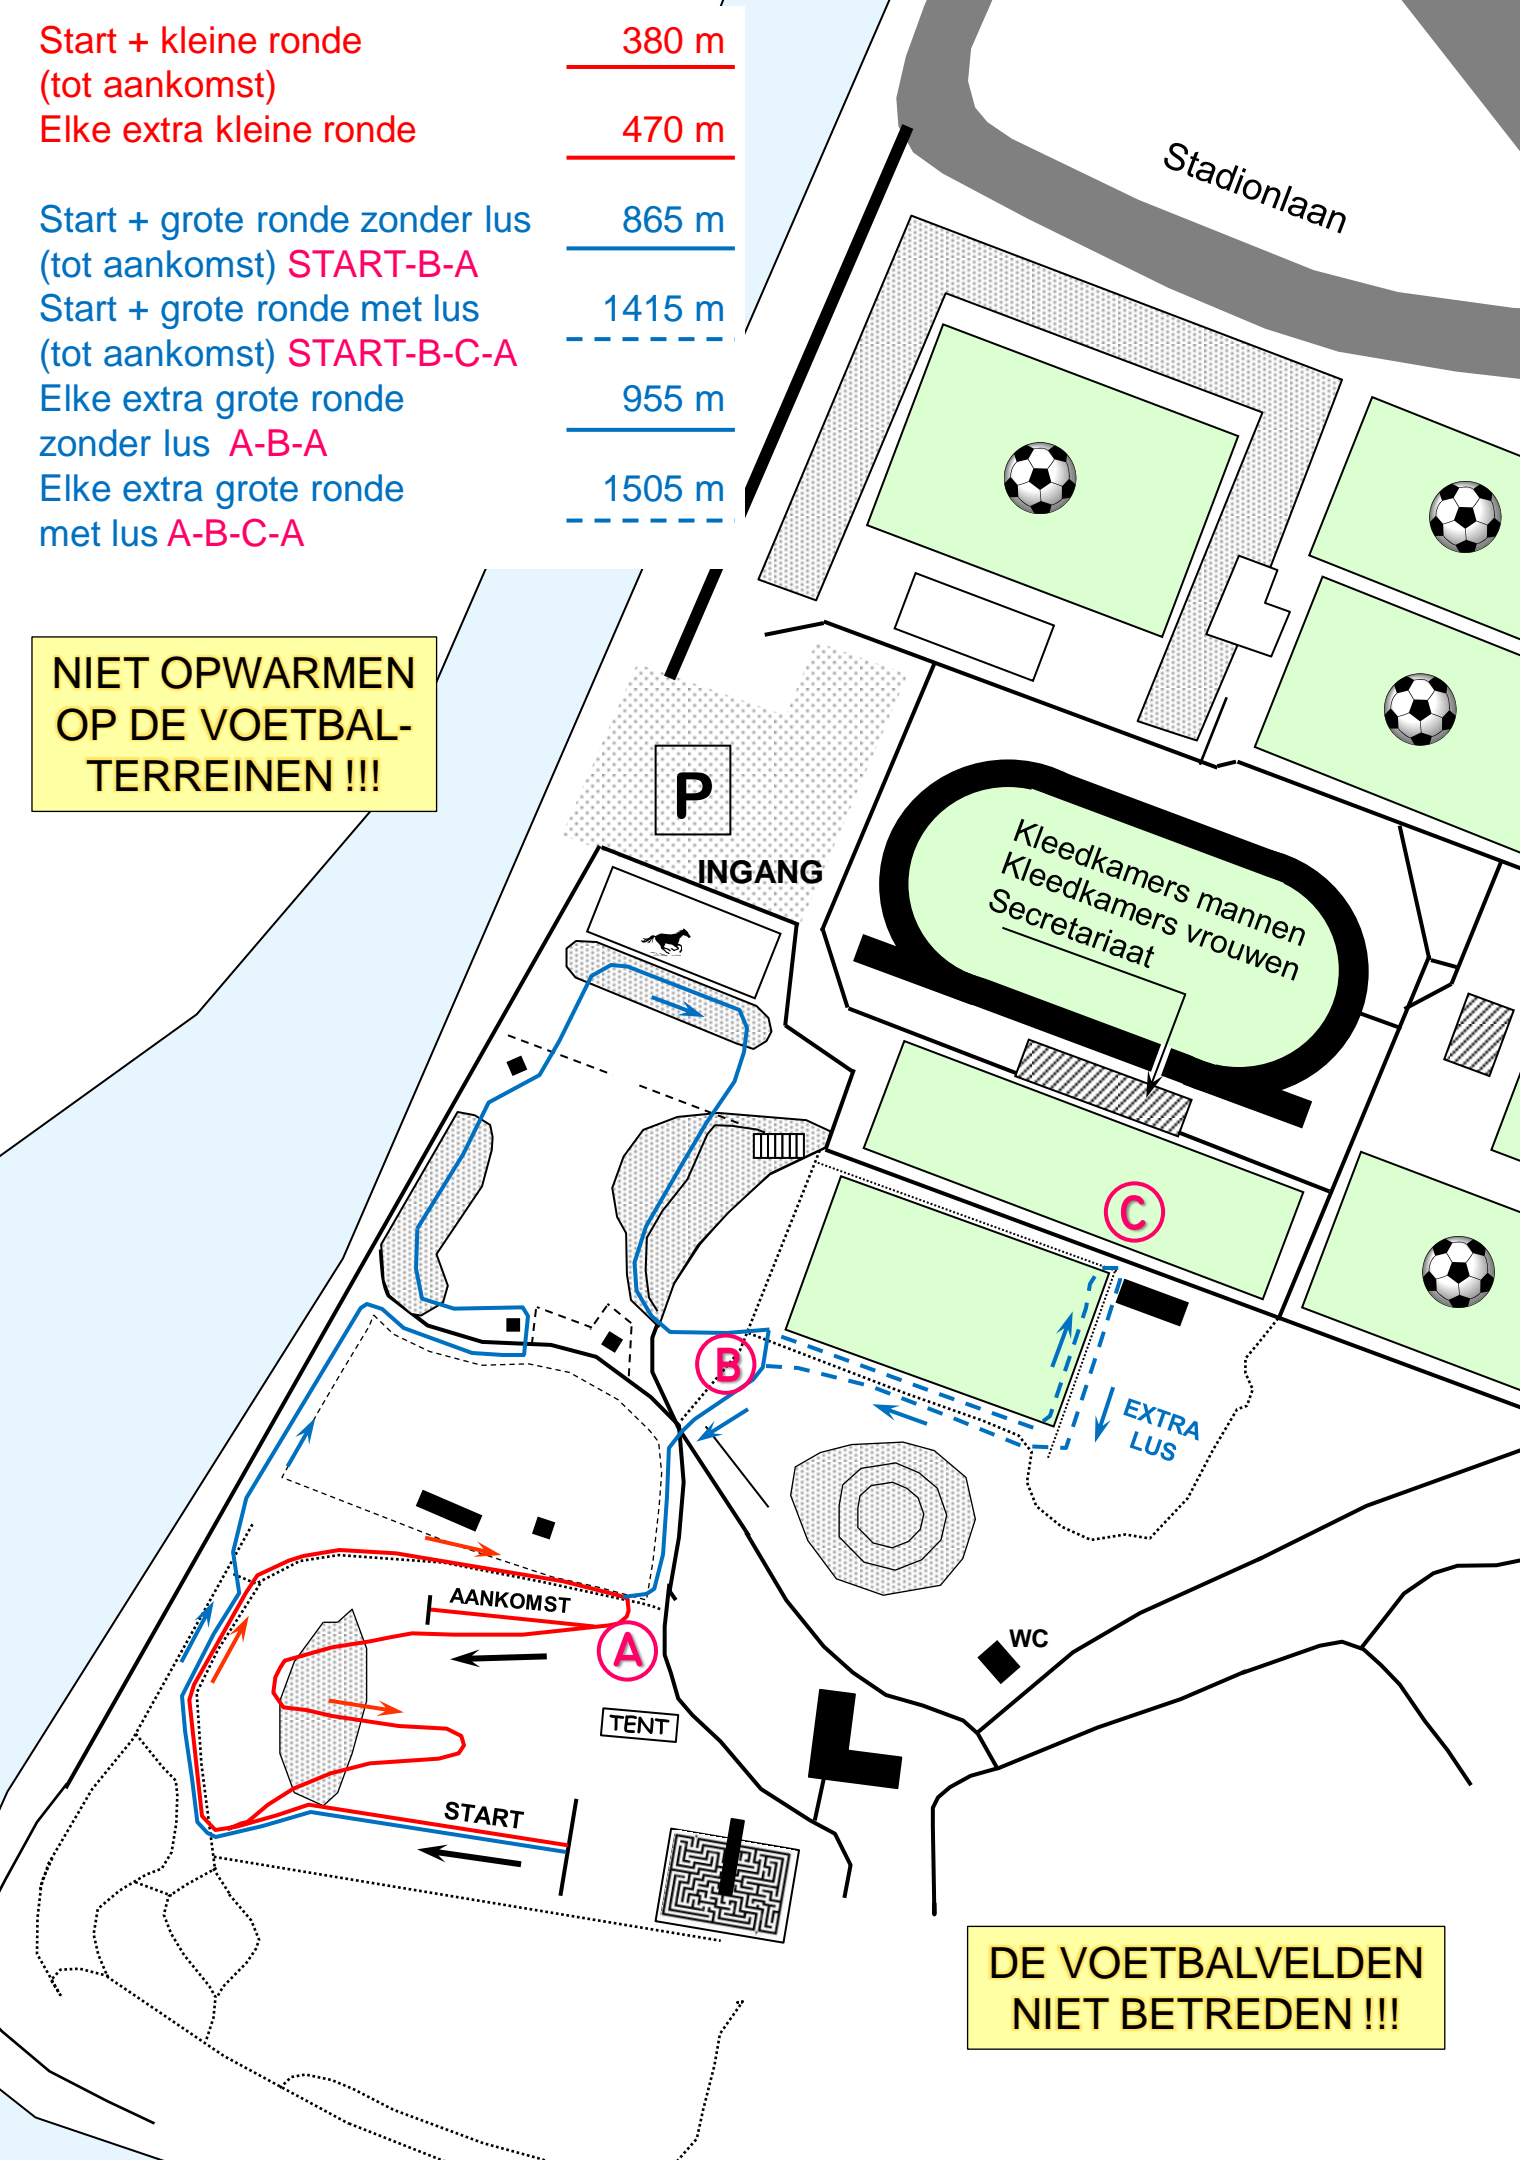 Start + kleine ronde 380 m
(tot aankomst)
Elke extra kleine ronde 470 m
Start + grote ronde zonder lus 865 m
(tot aankomst) START-B-A
Start + grote ronde met lus 1415 m
(tot aankomst) START-B-C-A
Elke extra grote ronde 955 m
zonder lus A-B-A
Elke extra grote ronde 1505 m
met lus A-B-C-A
Stadionlaan
NIET OPWARMEN
OP DE VOETBAL-
TERREINEN !!!
P
INGANG
Kleedkamers mannen
Kleedkamers vrouwen
Secretariaat
C
B
EXTRA
LUS
AANKOMST
A
WC
TENT
START
DE VOETBALVELDEN
NIET BETREDEN !!!